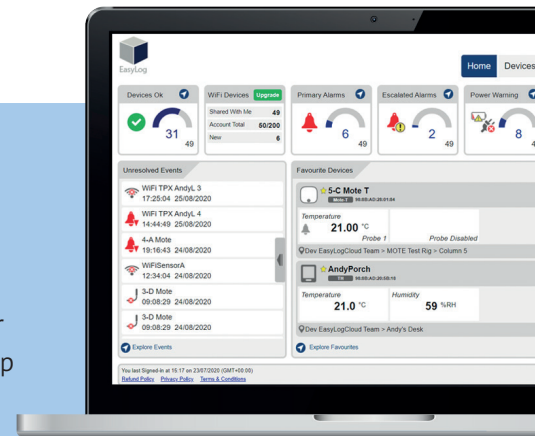 EasyLog
Home Devices
Devices Ok
31
49
WiFi Devices Upgrade
Shared With Me 49
Account Total 50/200
New 6
Primary Alarms
6
49
Escalated Alarms
2
49
Power Warning
8
Unresolved Events
WiFI TPX AndyL 3
17:25:04 25/08/2020
WiFI TPX AndyL 4
14:44:49 25/08/2020
4-A Mote
19:16:43 24/08/2020
WiFiSensorA
12:34:04 24/08/2020
3-D Mote
09:08:29 24/08/2020
3-D Mote
09:08:29 24/08/2020
Explore Events
Favourite Devices
5-C Mote T
Mote-T
Temperature
21.00 °C
Probe 1 Probe Disabled
Dev EasyLogCloud Team > MOTE Test Rig > Column 5
AndyPorch
Temperature Humidity
21.0 °C 59 %RH
Dev EasyLogCloud Team > Andy's Desk
Explore Favourites
You last Signed-In at 15:17 on 23/07/2020 (GMT+00:00)
Refund Policy Privacy Policy Terms & Conditions
r
p